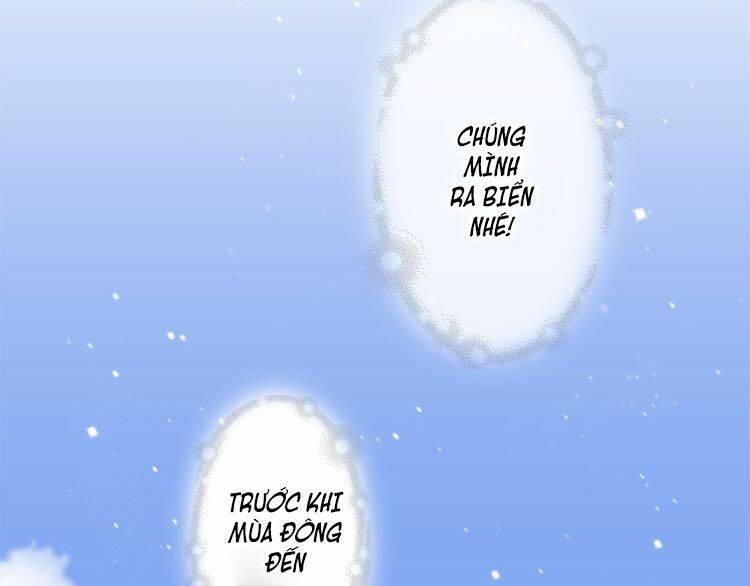 CHÚNG
MÌNH
RA BIỂN
NHÉ!
TRƯỚC KHI
MÙA ĐÔNG
ĐẾN